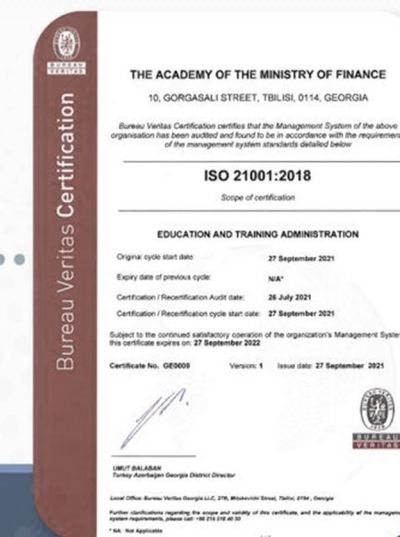 BUREAU
VERITAS
Bureau Veritas Certification
THE ACADEMY OF THE MINISTRY OF FINANCE
10, GORGASALI STREET, TBILISI, 0114, GEORGIA
Bureau Veritas Certification certifies that the Management System of the above
organisation has been audited and found to be in accordance with the requiremen
of the management system standards detailed below
ISO 21001:2018
Scope of certification
EDUCATION AND TRAINING ADMINISTRATION
Original cycle start date 27 September 2021
Expiry date of previous cycle: N/A*
Certification / Recertification Audit date: 26 July 2021
Certification / Recertification cycle start date: 27 September 2021
Subject to the continued satisfactory operation of the organization's Management System
this certificate expires on: 27 September 2022
Certificate No. GE0008 Version: 1 Issue date: 27 September 2021
BUREAU
VERITAS
UMUT BALABAN
Turkey Azerbaijan Georgia District Director
Local Office: Bureau Veritas Georgia LLC, Street, Tbilisi, Georgia
Further clarifications regarding the scope and validity of this certificate, and the applicability of the managem
system requirements, please call: +90
* NA: Not Applicable